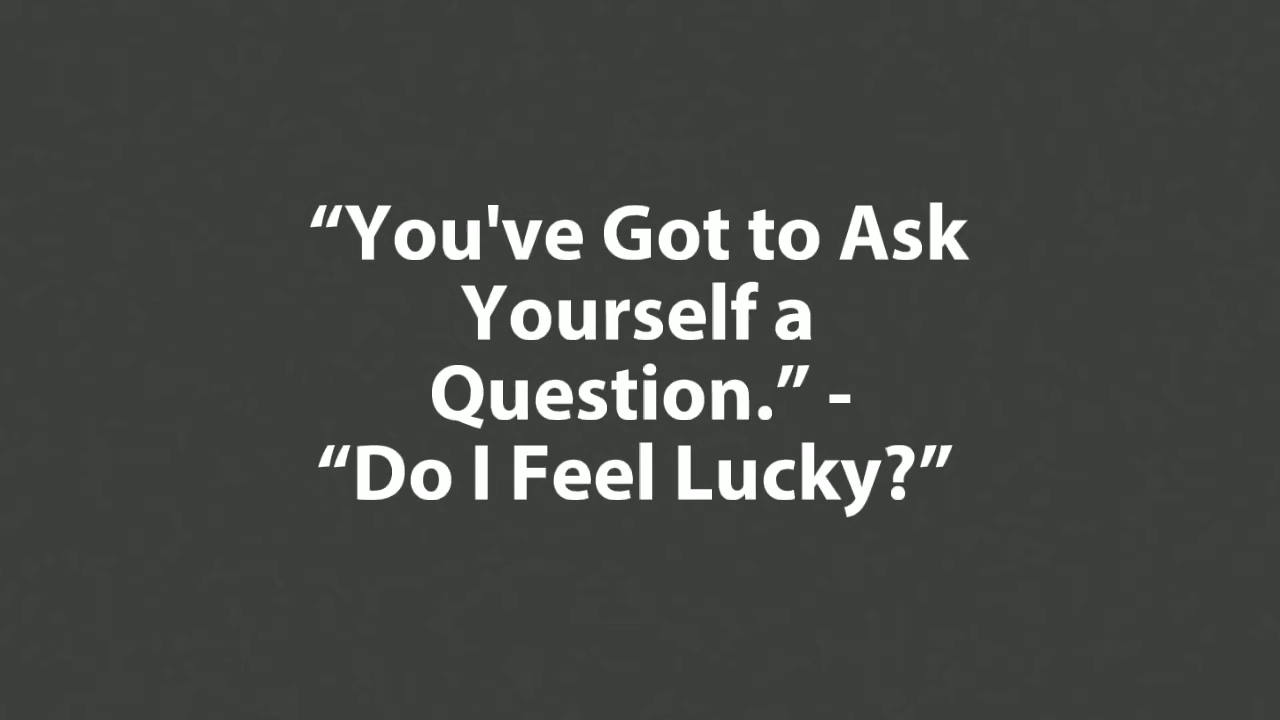 “You've Got to Ask
Yourself a
Question.” -
“Do I Feel Lucky?”